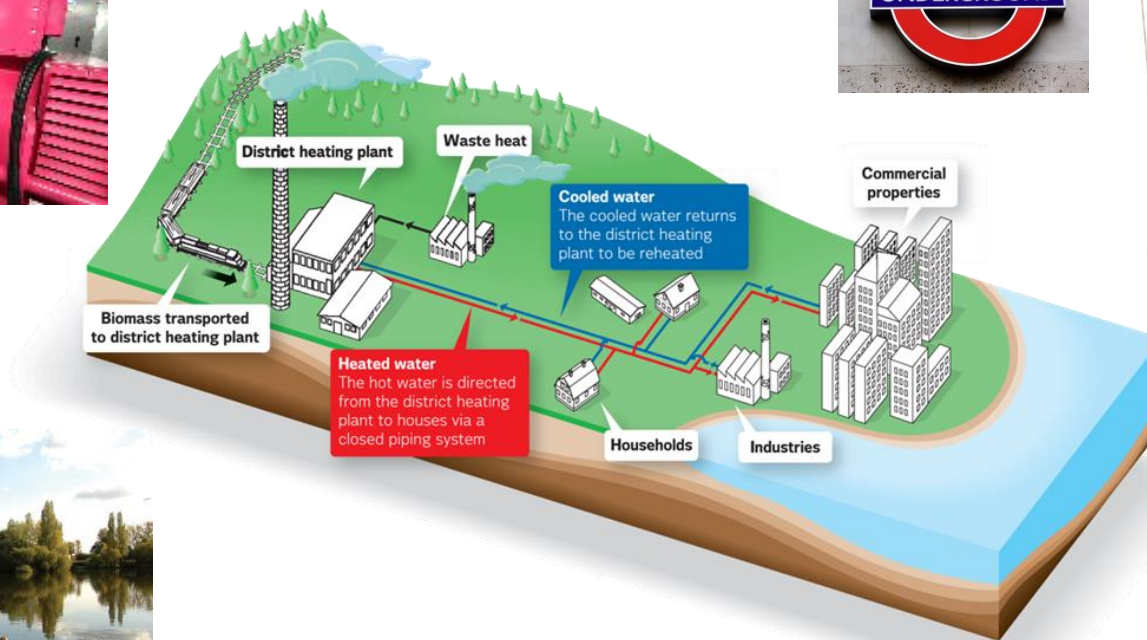 UNDERGROUND
District heating plant
Waste heat
Commercial
properties
Cooled water
The cooled water returns
to the district heating
plant to be reheated
Biomass transported
to district heating plant
Heated water
The hot water is directed
from the district heating
plant to houses via a
closed piping system
Households
Industries